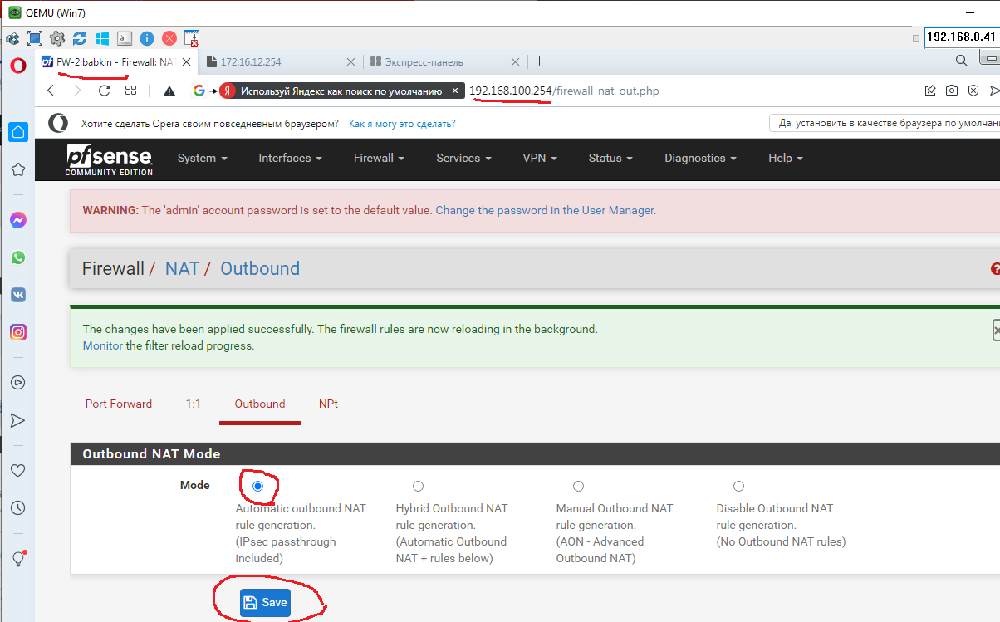 QEMU (Win7)
192.168.0.41
FW-2.babkin - Firewall: NAT
172.16.12.254
Экспресс-панель
Используй Яндекс как поиск по умолчанию
192.168.100.254/firewall_nat_out.php
Хотите сделать Opera своим повседневным браузером? Как я могу это сделать?
Да, установить в качестве браузера по умолчани
pfsense
COMMUNITY EDITION
System Interfaces Firewall Services VPN Status Diagnostics Help
WARNING: The 'admin' account password is set to the default value. Change the password in the User Manager.
Firewall / NAT / Outbound
The changes have been applied successfully. The firewall rules are now reloading in the background.
Monitor the filter reload progress.
Port Forward 1:1 Outbound NPt
Outbound NAT Mode
Mode
Automatic outbound NAT
rule generation.
(IPsec passthrough
included)
Hybrid Outbound NAT
rule generation.
(Automatic Outbound
NAT + rules below)
Manual Outbound NAT
rule generation.
(AON - Advanced
Outbound NAT)
Disable Outbound NAT
rule generation.
(No Outbound NAT rules)
Save